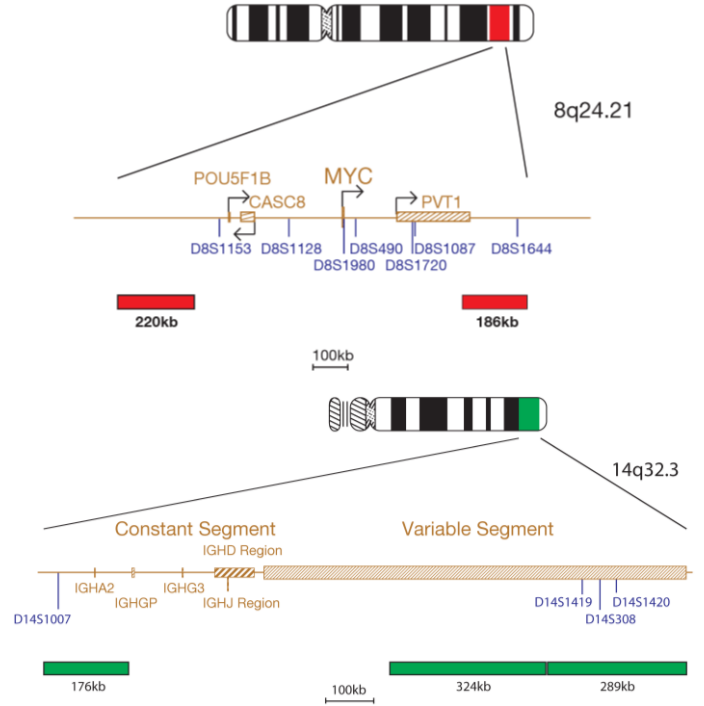 8q24.21
MYC
POU5F1B
CASC8
PVT1
D8S1153
D8S1128
D8S490
D8S1087
D8S1644
D8S1980
D8S1720
220kb
186kb
100kb
14q32.3
Constant Segment
Variable Segment
IGHD Region
IGHA2
IGHG3
IGHGP
IGHJ Region
D14S1007
D14S1419
D14S1420
D14S308
176kb
324kb
289kb
100kb